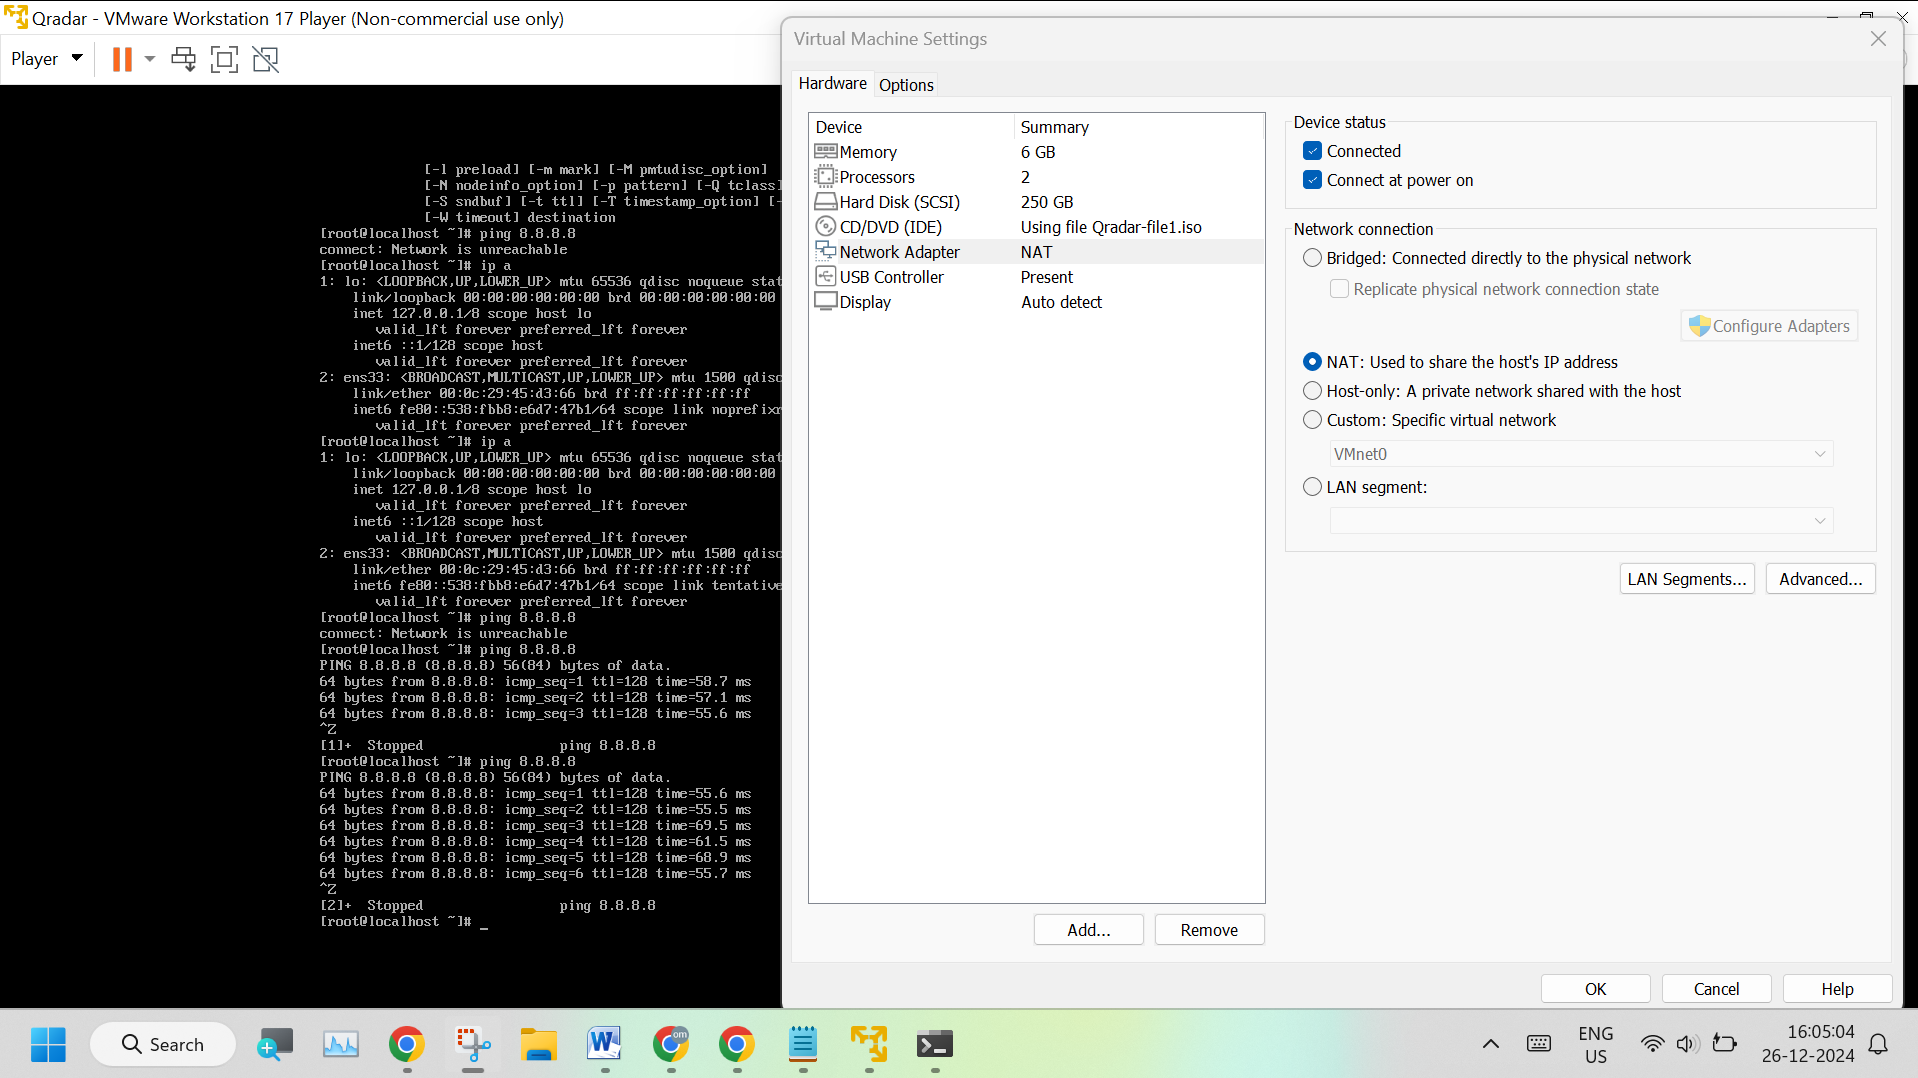 Qradar - VMware Workstation 17 Player (Non-commercial use only)
Player
[-l preload] [-m mark] [-M pmtudisc_option]
[-N nodeinfo_option] [-p pattern] [-Q tclass]
[-S sndbuf] [-t ttl] [-T timestamp_option] [-
[-W timeout] destination
[root@localhost ~]# ping 8.8.8.8
connect: Network is unreachable
[root@localhost ~]# ip a
1: lo: <LOOPBACK,UP,LOWER_UP> mtu 65536 qdisc noqueue stat
link/loopback 00:00:00:00:00:00 brd 00:00:00:00:00:00
inet 127.0.0.1/8 scope host lo
valid_lft forever preferred_lft forever
inet6 ::1/128 scope host
valid_lft forever preferred_lft forever
2: ens33: <BROADCAST,MULTICAST,UP,LOWER_UP> mtu 1500 qdisc
link/ether 00:0c:29:45:d3:66 brd ff:ff:ff:ff:ff:ff
inet6 fe80::538:fbb8:e6d7:47b1/64 scope link noprefixr
valid_lft forever preferred_lft forever
[root@localhost ~]# ip a
1: lo: <LOOPBACK,UP,LOWER_UP> mtu 65536 qdisc noqueue stat
link/loopback 00:00:00:00:00:00 brd 00:00:00:00:00:00
inet 127.0.0.1/8 scope host lo
valid_lft forever preferred_lft forever
inet6 ::1/128 scope host
valid_lft forever preferred_lft forever
2: ens33: <BROADCAST,MULTICAST,UP,LOWER_UP> mtu 1500 qdisc
link/ether 00:0c:29:45:d3:66 brd ff:ff:ff:ff:ff:ff
inet6 fe80::538:fbb8:e6d7:47b1/64 scope link tentative
valid_lft forever preferred_lft forever
[root@localhost ~]# ping 8.8.8.8
connect: Network is unreachable
[root@localhost ~]# ping 8.8.8.8
PING 8.8.8.8 (8.8.8.8) 56(84) bytes of data.
64 bytes from 8.8.8.8: icmp_seq=1 ttl=128 time=58.7 ms
64 bytes from 8.8.8.8: icmp_seq=2 ttl=128 time=57.1 ms
64 bytes from 8.8.8.8: icmp_seq=3 ttl=128 time=55.6 ms
^Z
[1]+  Stopped                 ping 8.8.8.8
[root@localhost ~]# ping 8.8.8.8
PING 8.8.8.8 (8.8.8.8) 56(84) bytes of data.
64 bytes from 8.8.8.8: icmp_seq=1 ttl=128 time=55.6 ms
64 bytes from 8.8.8.8: icmp_seq=2 ttl=128 time=55.5 ms
64 bytes from 8.8.8.8: icmp_seq=3 ttl=128 time=69.5 ms
64 bytes from 8.8.8.8: icmp_seq=4 ttl=128 time=61.5 ms
64 bytes from 8.8.8.8: icmp_seq=5 ttl=128 time=68.9 ms
64 bytes from 8.8.8.8: icmp_seq=6 ttl=128 time=55.7 ms
^Z
[2]+  Stopped                 ping 8.8.8.8
[root@localhost ~]# _
Virtual Machine Settings
Hardware Options
Device Summary
Memory 6 GB
Processors 2
Hard Disk (SCSI) 250 GB
CD/DVD (IDE) Using file Qradar-file1.iso
Network Adapter NAT
USB Controller Present
Display Auto detect
Add... Remove
Device status
Connected
Connect at power on
Network connection
Bridged: Connected directly to the physical network
Replicate physical network connection state
Configure Adapters
NAT: Used to share the host's IP address
Host-only: A private network shared with the host
Custom: Specific virtual network
VMnet0
LAN segment:
LAN Segments... Advanced...
OK Cancel Help
Search
om
W
ENG
US
16:05:04
26-12-2024